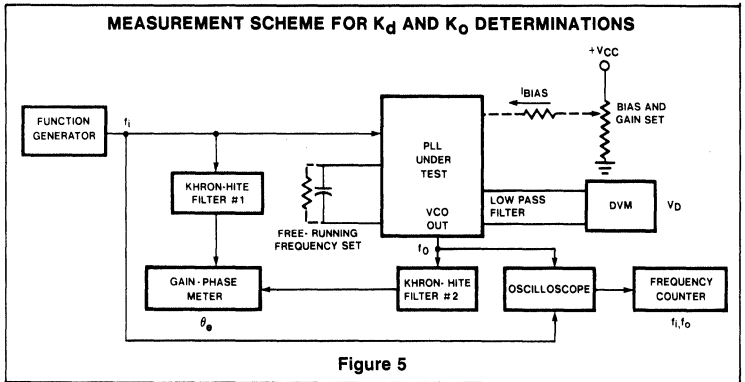 MEASUREMENT SCHEME FOR Kd AND Ko DETERMINATIONS
+VCC
IBIAS
BIAS AND
GAIN SET
FUNCTION
GENERATOR
fi
PLL
UNDER
TEST
VCO
OUT
KHRON-HITE
FILTER #1
FREE- RUNNING
FREQUENCY SET
LOW PASS
FILTER
DVM
VD
fo
GAIN - PHASE
METER
θe
KHRON- HITE
FILTER #2
OSCILLOSCOPE
FREQUENCY
COUNTER
fi,fo
Figure 5